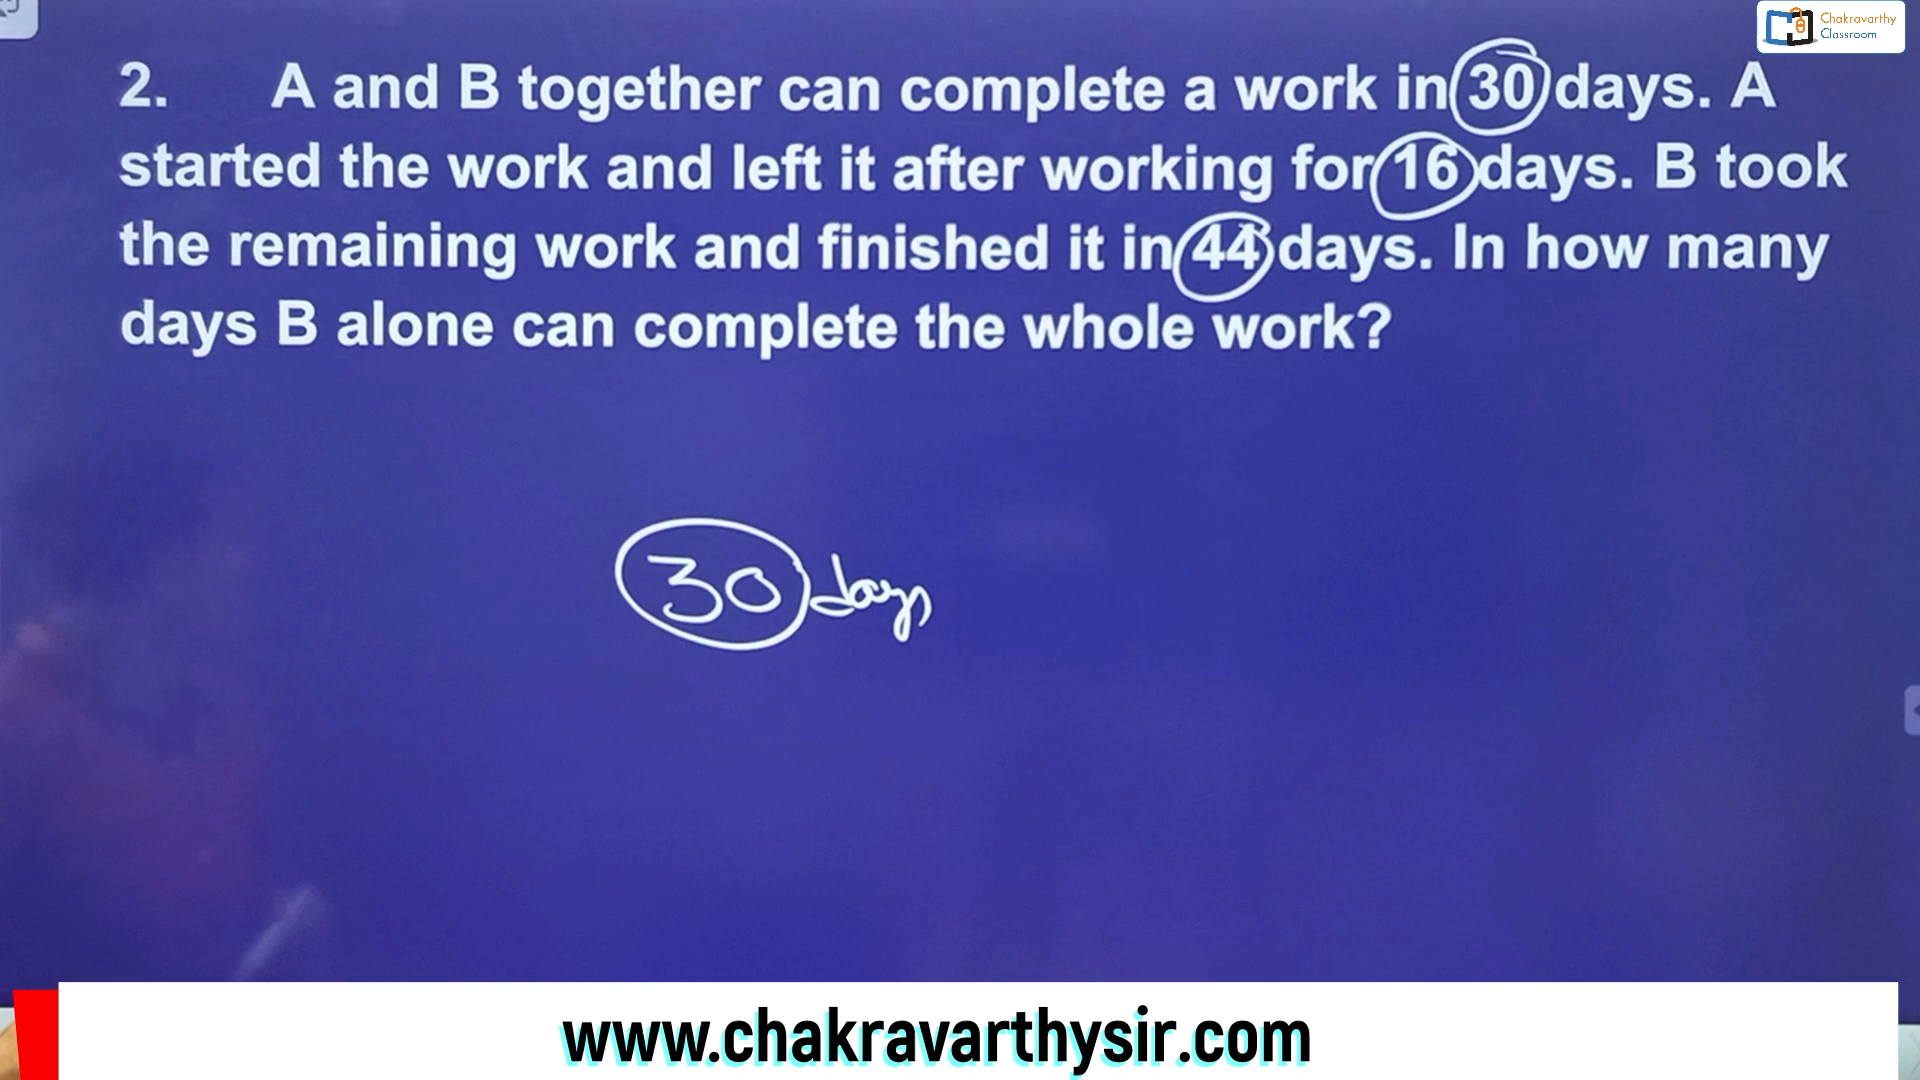 Chakravarthy
Classroom
2. A and B together can complete a work in 30 days. A
started the work and left it after working for 16 days. B took
the remaining work and finished it in 44 days. In how many
days B alone can complete the whole work?
30 days
www.chakravarthysir.com